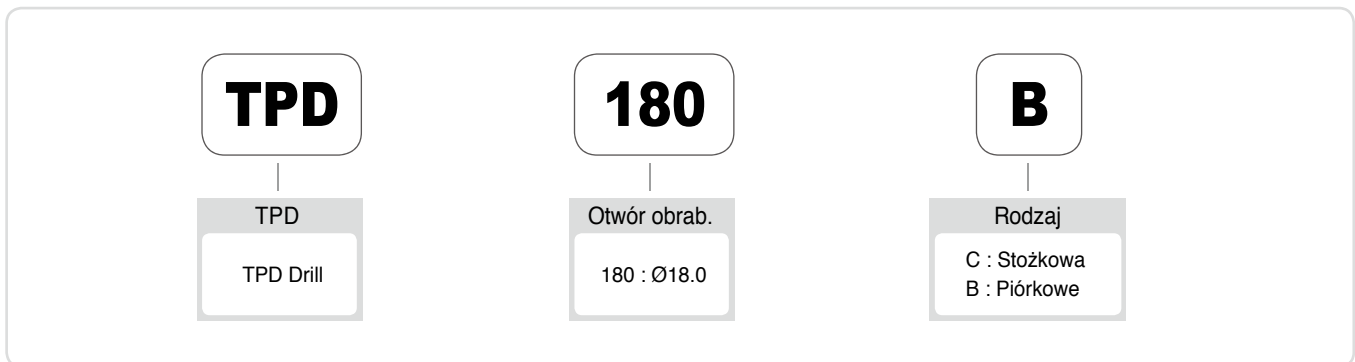 TPD
180
B
TPD
Otwór obrab.
Rodzaj
TPD Drill
180 : Ø18.0
C : Stożkowa
B : Piórkowe